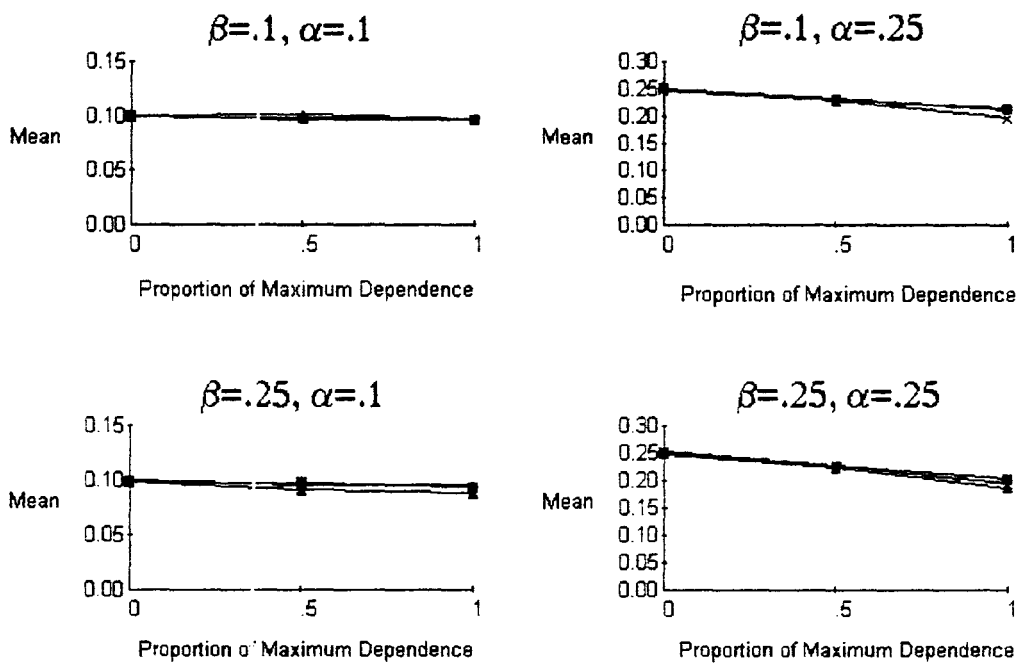 β=.1, α=.1
0.15
0.10
Mean
0.05
0.00
0
.5
1
Proportion of Maximum Dependence
β=.1, α=.25
0.30
0.25
0.20
Mean
0.15
0.10
0.05
0.00
0
.5
1
Proportion of Maximum Dependence
β=.25, α=.1
0.15
0.10
Mean
0.05
0.00
0
.5
1
Proportion of Maximum Dependence
β=.25, α=.25
0.30
0.25
0.20
Mean
0.15
0.10
0.05
0.00
0
.5
1
Proportion of Maximum Dependence